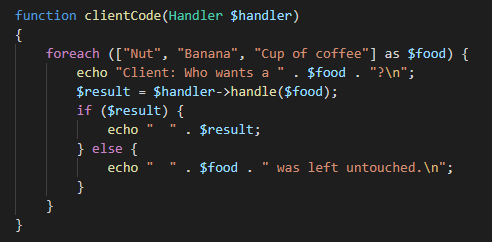 function clientCode(Handler $handler)
{
    foreach (["Nut", "Banana", "Cup of coffee"] as $food) {
        echo "Client: Who wants a " . $food . "?\n";
        $result = $handler->handle($food);
        if ($result) {
            echo "  " . $result;
        } else {
            echo "  " . $food . " was left untouched.\n";
        }
    }
}